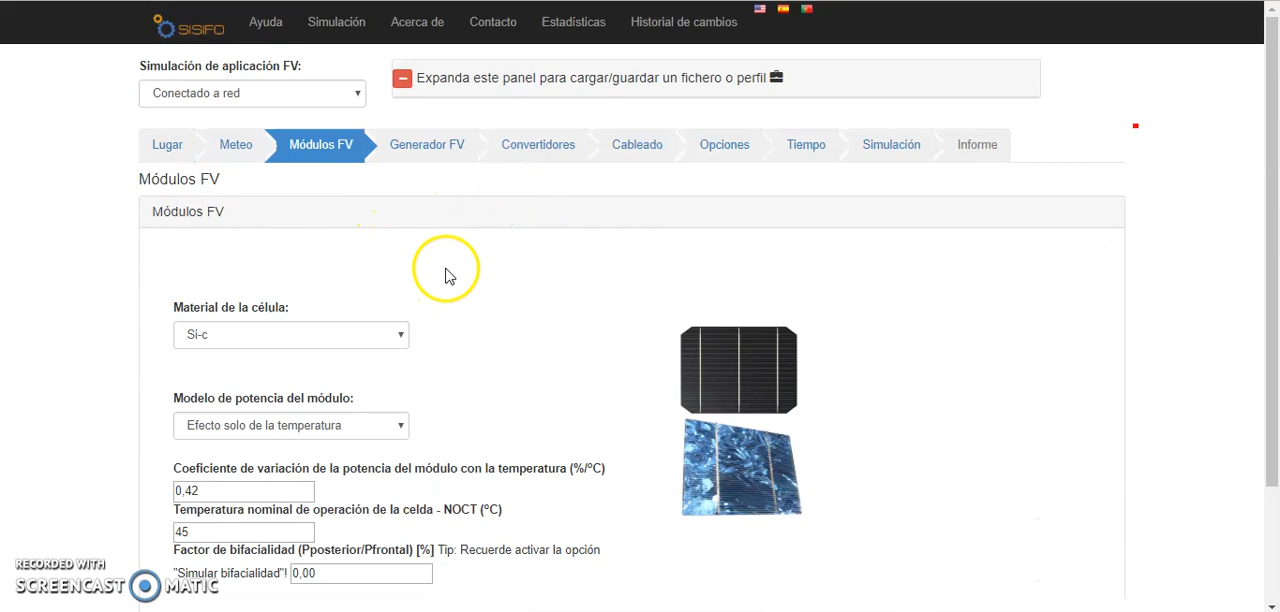 SISIFO Ayuda Simulación Acerca de Contacto Estadísticas Historial de cambios
Simulación de aplicación FV:
Conectado a red
Expanda este panel para cargar/guardar un fichero o perfil
Lugar Meteo Módulos FV Generador FV Convertidores Cableado Opciones Tiempo Simulación Informe
Módulos FV
Módulos FV
Material de la célula:
Si-c
Modelo de potencia del módulo:
Efecto solo de la temperatura
Coeficiente de variación de la potencia del módulo con la temperatura (%/ºC)
0,42
Temperatura nominal de operación de la celda - NOCT (ºC)
45
Factor de bifacialidad (Pposterior/Pfrontal) [%] Tip: Recuerde activar la opción
"Simular bifacialidad"! 0,00
RECORDED WITH
SCREENCAST MATIC